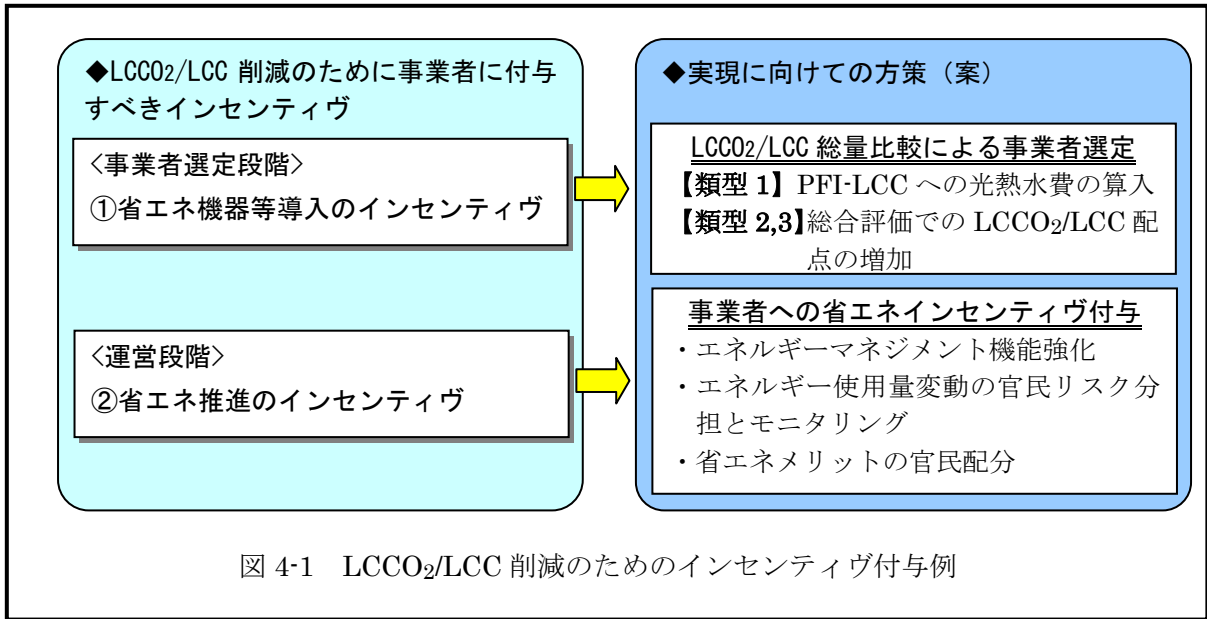 ◆LCCO₂/LCC 削減のために事業者に付与
すべきインセンティヴ
〈事業者選定段階〉
①省エネ機器等導入のインセンティヴ
〈運営段階〉
②省エネ推進のインセンティヴ
◆実現に向けての方策（案）
LCCO₂/LCC 総量比較による事業者選定
【類型 1】PFI-LCC への光熱水費の算入
【類型 2,3】総合評価での LCCO₂/LCC 配
点の増加
事業者への省エネインセンティヴ付与
・エネルギーマネジメント機能強化
・エネルギー使用量変動の官民リスク分
担とモニタリング
・省エネメリットの官民配分
図 4-1　LCCO₂/LCC 削減のためのインセンティヴ付与例